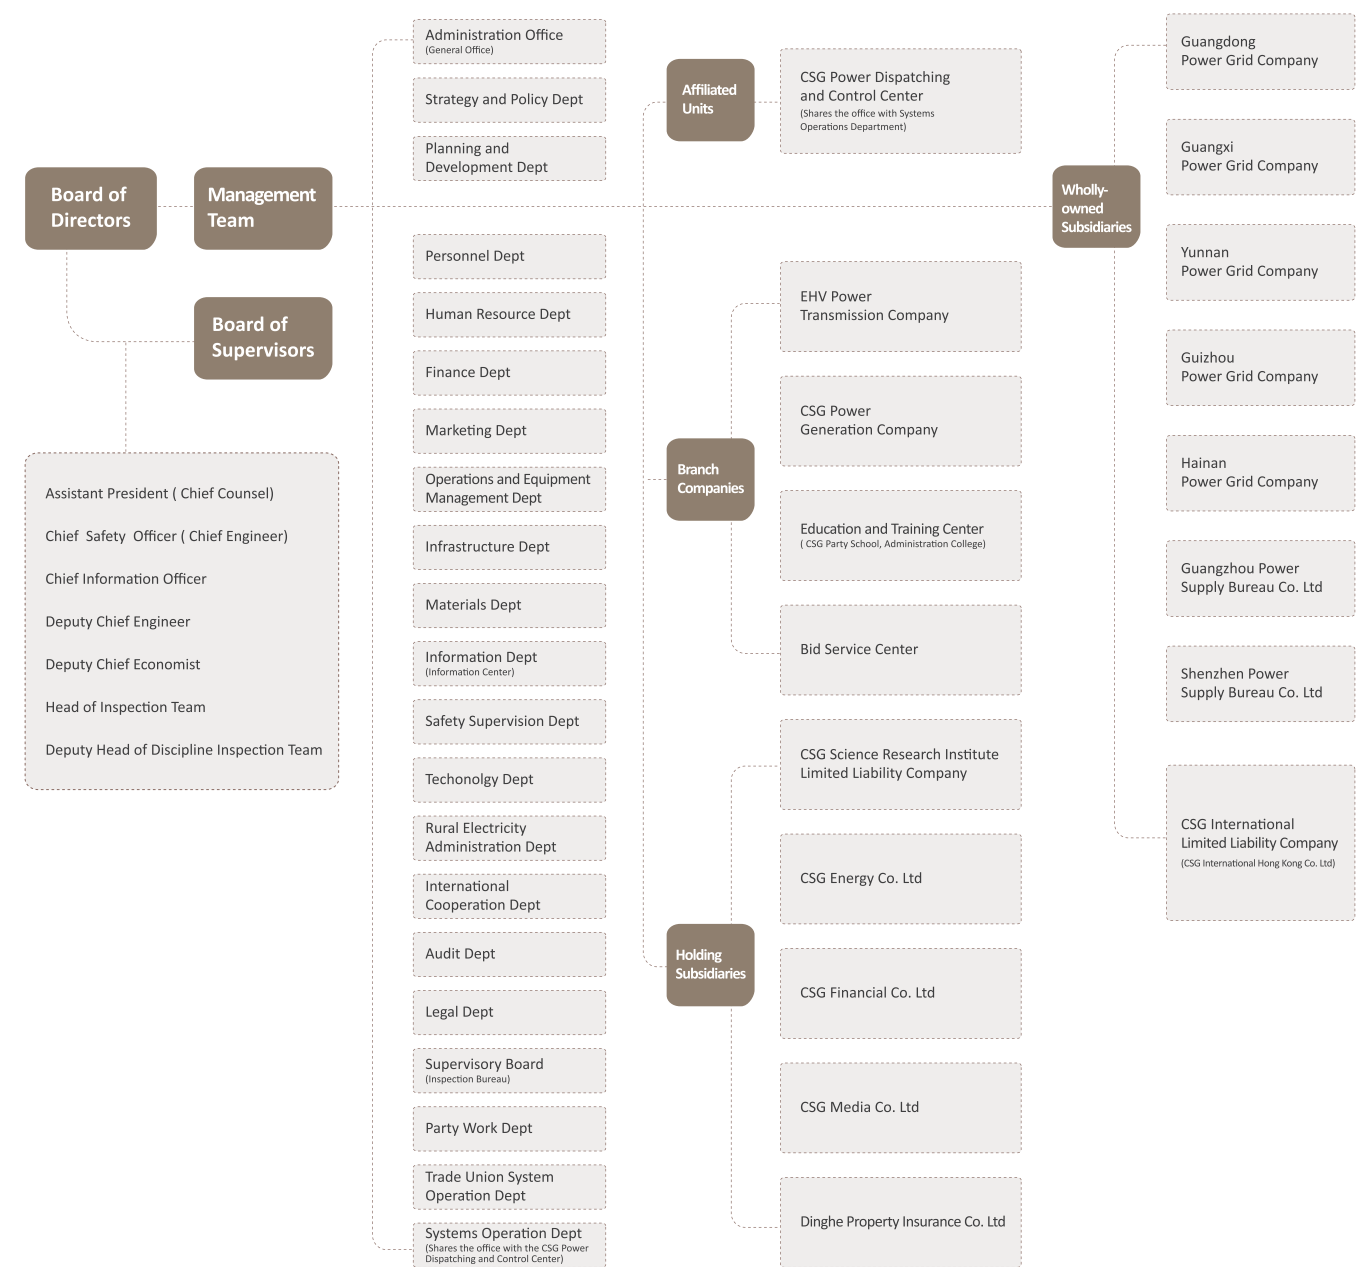 Board of
Directors
Management
Team
Board of
Supervisors
Assistant President ( Chief Counsel)
Chief Safety Officer ( Chief Engineer)
Chief Information Officer
Deputy Chief Engineer
Deputy Chief Economist
Head of Inspection Team
Deputy Head of Discipline Inspection Team
Administration Office
(General Office)
Strategy and Policy Dept
Planning and
Development Dept
Personnel Dept
Human Resource Dept
Finance Dept
Marketing Dept
Operations and Equipment
Management Dept
Infrastructure Dept
Materials Dept
Information Dept
(Information Center)
Safety Supervision Dept
Techonolgy Dept
Rural Electricity
Administration Dept
International
Cooperation Dept
Audit Dept
Legal Dept
Supervisory Board
(Inspection Bureau)
Party Work Dept
Trade Union System
Operation Dept
Systems Operation Dept
(Shares the office with the CSG Power
Dispatching and Control Center)
Affiliated
Units
CSG Power Dispatching
and Control Center
(Shares the office with Systems
Operations Department)
Branch
Companies
EHV Power
Transmission Company
CSG Power
Generation Company
Education and Training Center
( CSG Party School, Administration College)
Bid Service Center
Holding
Subsidiaries
CSG Science Research Institute
Limited Liability Company
CSG Energy Co. Ltd
CSG Financial Co. Ltd
CSG Media Co. Ltd
Dinghe Property Insurance Co. Ltd
Wholly-
owned
Subsidiaries
Guangdong
Power Grid Company
Guangxi
Power Grid Company
Yunnan
Power Grid Company
Guizhou
Power Grid Company
Hainan
Power Grid Company
Guangzhou Power
Supply Bureau Co. Ltd
Shenzhen Power
Supply Bureau Co. Ltd
CSG International
Limited Liability Company
(CSG International Hong Kong Co. Ltd)